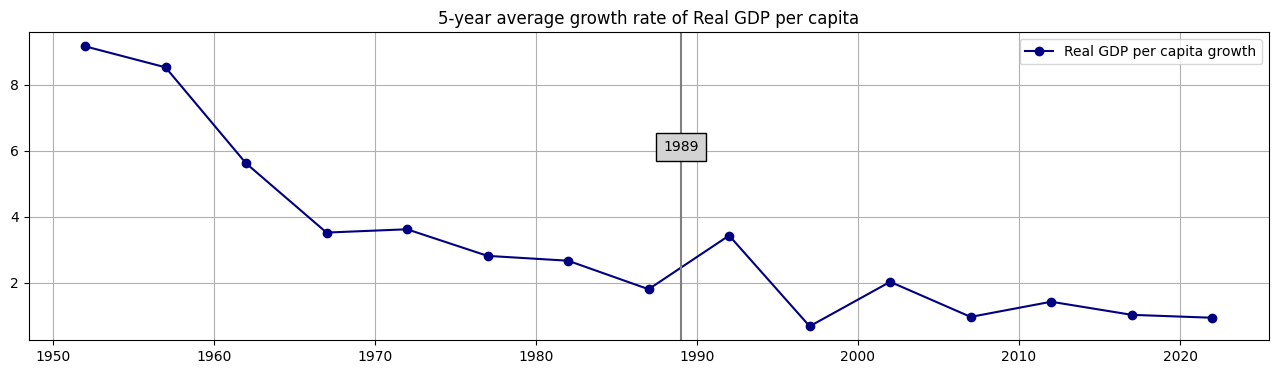 5-year average growth rate of Real GDP per capita
Real GDP per capita growth
8
6
4
2
1989
1950 1960 1970 1980 1990 2000 2010 2020